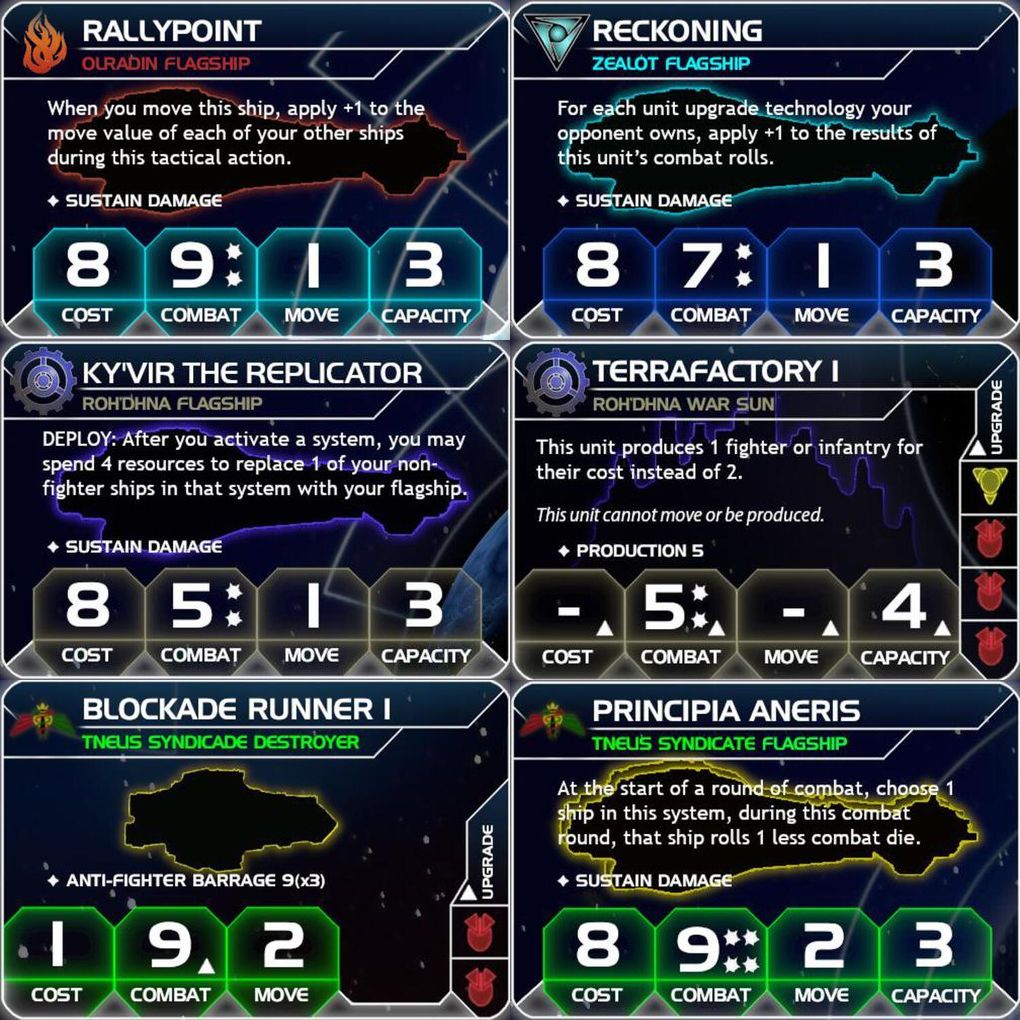 RALLYPOINT
OLRADIN FLAGSHIP
When you move this ship, apply +1 to the
move value of each of your other ships
during this tactical action.
SUSTAIN DAMAGE
8 9 1 3
COST COMBAT MOVE CAPACITY
RECKONING
ZEALOT FLAGSHIP
For each unit upgrade technology your
opponent owns, apply +1 to the results of
this unit's combat rolls.
SUSTAIN DAMAGE
8 7 1 3
COST COMBAT MOVE CAPACITY
KY'VIR THE REPLICATOR
ROH'DHNA FLAGSHIP
DEPLOY: After you activate a system, you may
spend 4 resources to replace 1 of your non-
fighter ships in that system with your flagship.
SUSTAIN DAMAGE
8 5 1 3
COST COMBAT MOVE CAPACITY
TERRAFACTORY I
ROH'DHNA WAR SUN
UPGRADE
This unit produces 1 fighter or infantry for
their cost instead of 2.
This unit cannot move or be produced.
PRODUCTION 5
- 5 - 4
COST COMBAT MOVE CAPACITY
BLOCKADE RUNNER I
TNELIS SYNDICADE DESTROYER
UPGRADE
ANTI-FIGHTER BARRAGE 9(x3)
1 9 2
COST COMBAT MOVE
PRINCIPIA ANERIS
TNELIS SYNDICATE FLAGSHIP
At the start of a round of combat, choose 1
ship in this system, during this combat
round, that ship rolls 1 less combat die.
SUSTAIN DAMAGE
8 9 2 3
COST COMBAT MOVE CAPACITY